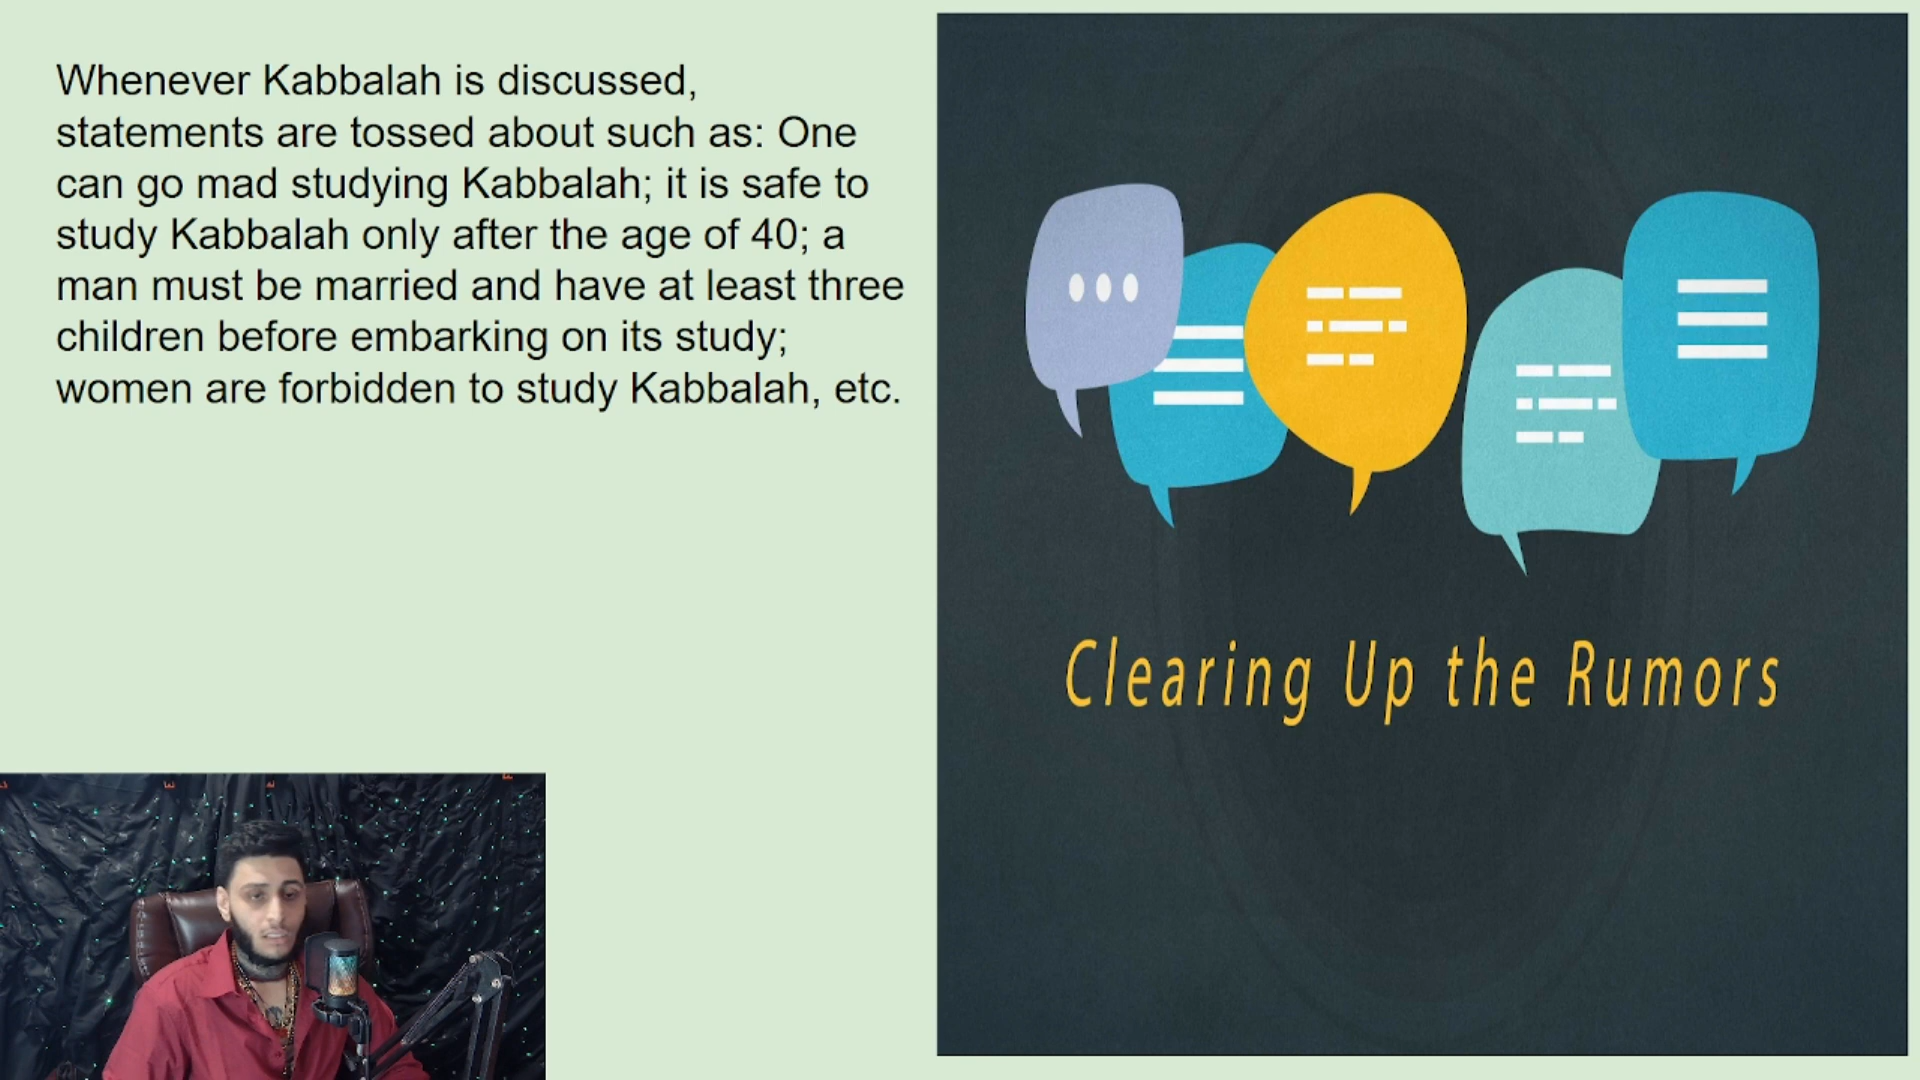 Whenever Kabbalah is discussed,
statements are tossed about such as: One
can go mad studying Kabbalah; it is safe to
study Kabbalah only after the age of 40; a
man must be married and have at least three
children before embarking on its study;
women are forbidden to study Kabbalah, etc.
Clearing Up the Rumors